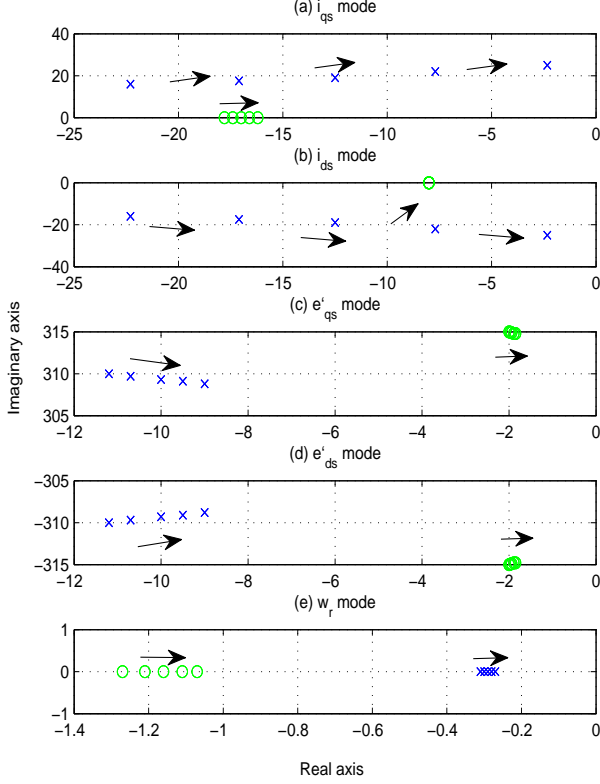 (a) i_qs mode
40
20
0
−25 −20 −15 −10 −5 0
(b) i_ds mode
0
−20
−40
−25 −20 −15 −10 −5 0
(c) e‘_qs mode
315
310
305
−12 −10 −8 −6 −4 −2 0
(d) e‘_ds mode
−305
−310
−315
−12 −10 −8 −6 −4 −2 0
(e) w_r mode
1
0
−1
−1.4 −1.2 −1 −0.8 −0.6 −0.4 −0.2 0
Real axis
Imaginary axis